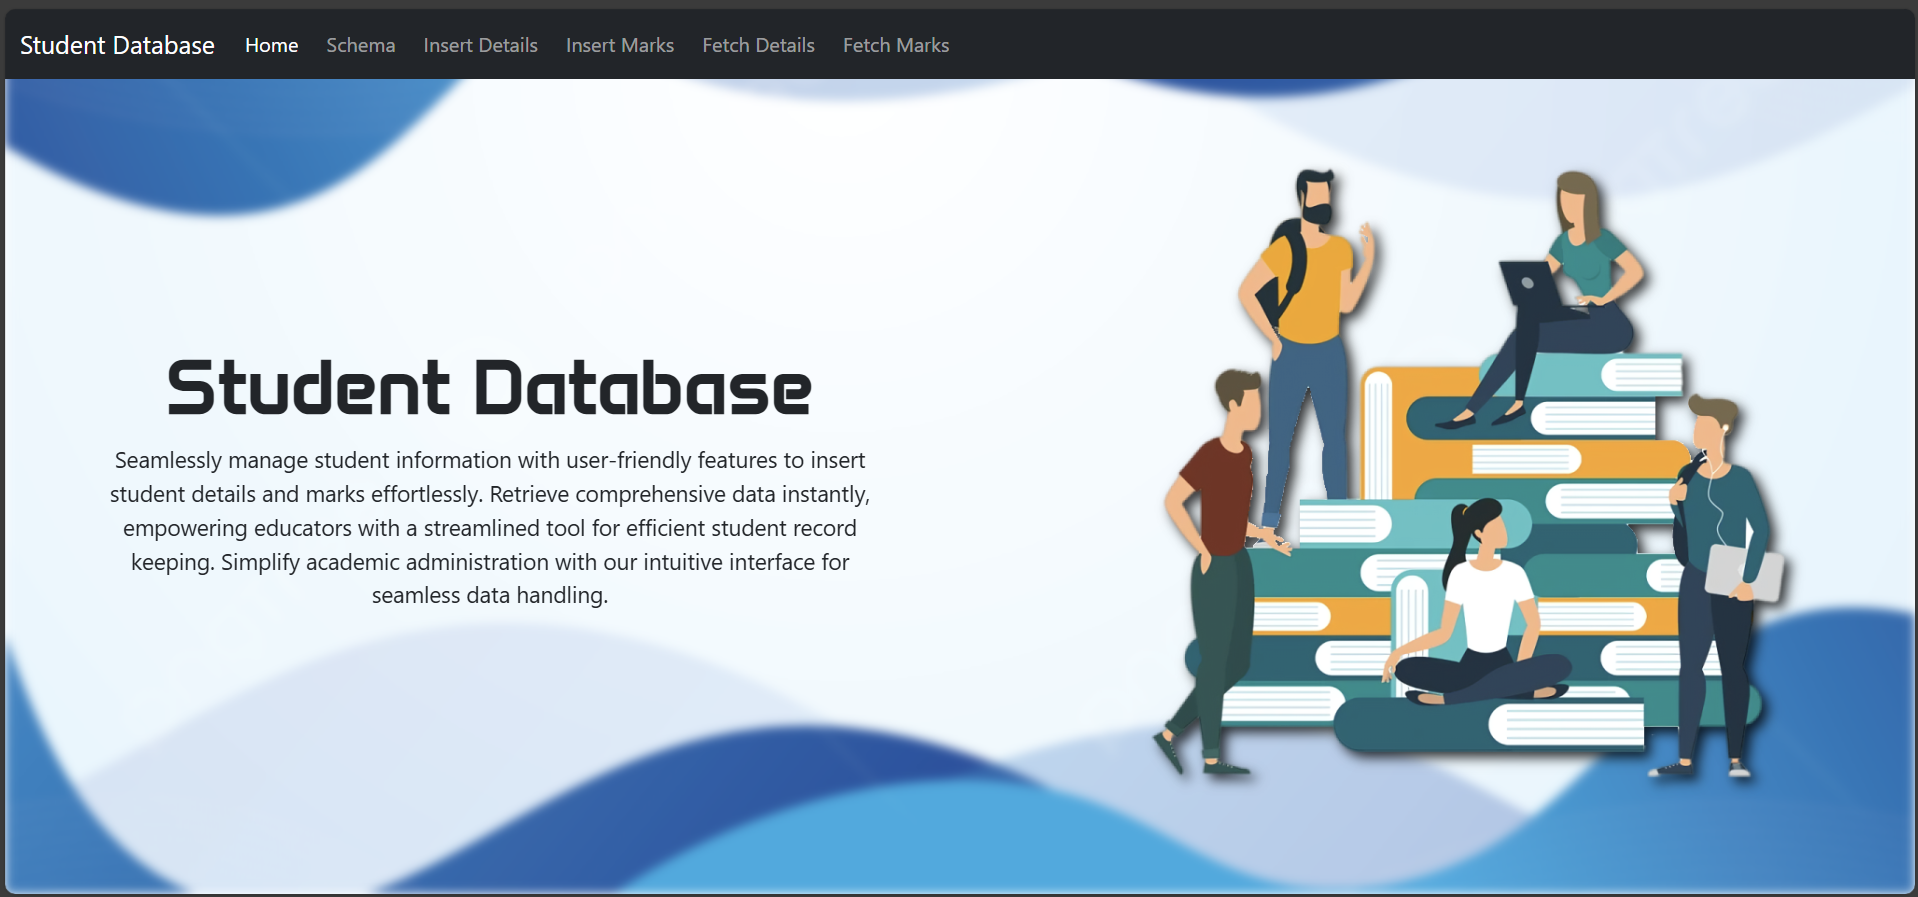 Student Database Home Schema Insert Details Insert Marks Fetch Details Fetch Marks
Student Database
Seamlessly manage student information with user-friendly features to insert
student details and marks effortlessly. Retrieve comprehensive data instantly,
empowering educators with a streamlined tool for efficient student record
keeping. Simplify academic administration with our intuitive interface for
seamless data handling.